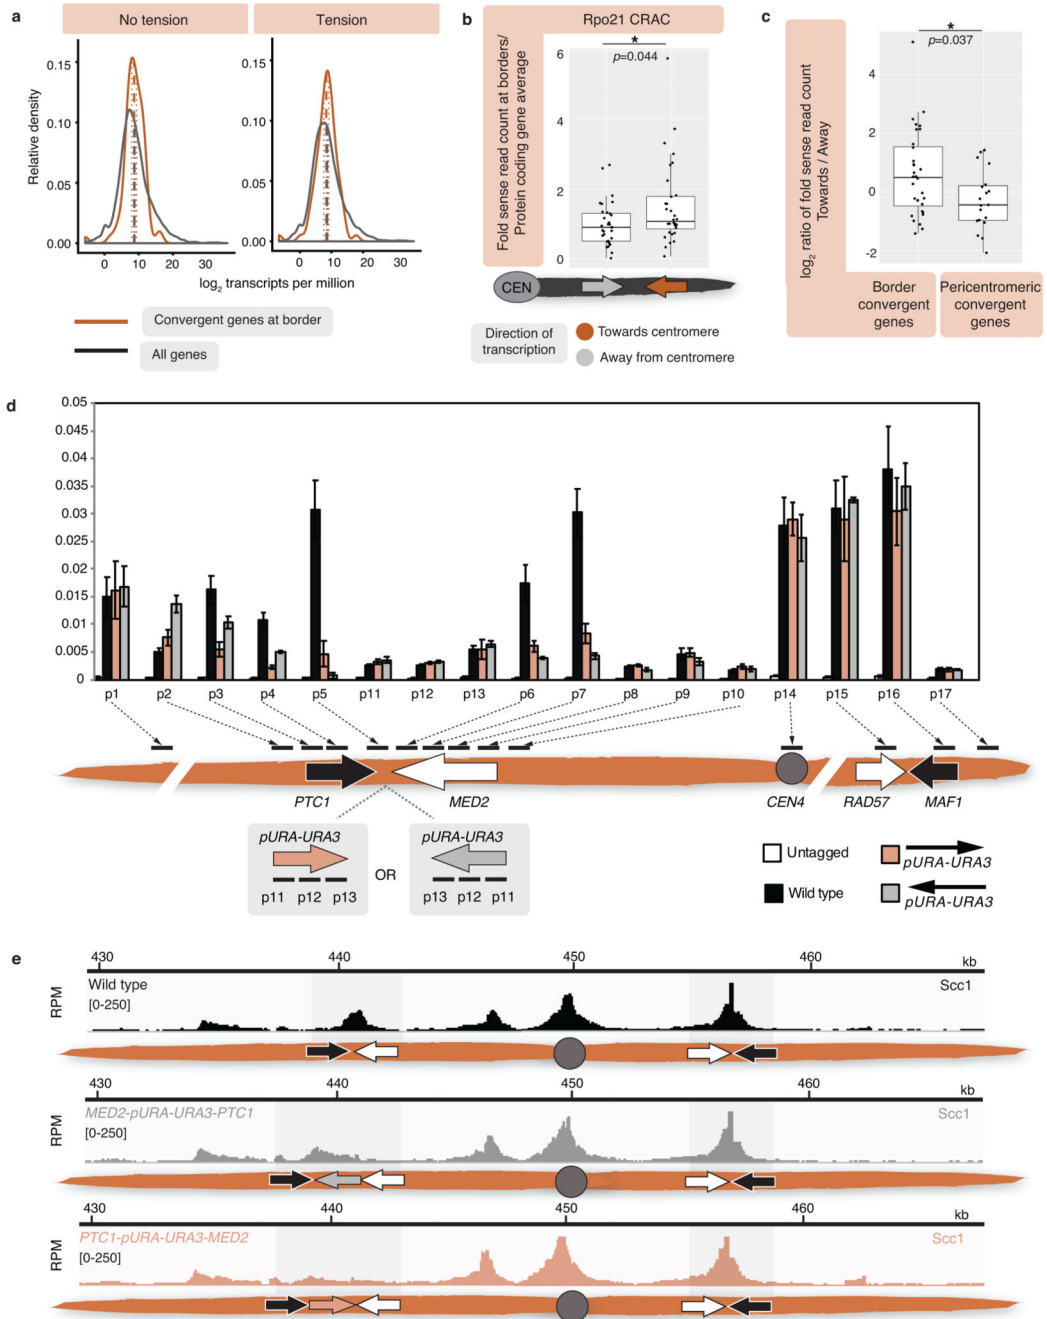 a
No tension
Tension
Relative density
0.15
0.10
0.05
0.00
0.15
0.10
0.05
0.00
0
10
20
30
0
10
20
30
log2 transcripts per million
Convergent genes at border
All genes
b
Rpo21 CRAC
Fold sense read count at borders/
Protein coding gene average
*
p=0.044
6
4
2
0
CEN
Direction of
transcription
Towards centromere
Away from centromere
c
log2 ratio of fold sense read count
Towards / Away
*
p=0.037
4
2
0
-2
Border
convergent
genes
Pericentromeric
convergent
genes
d
0.05
0.045
0.04
0.035
0.03
0.025
0.02
0.015
0.01
0.005
0
p1
p2
p3
p4
p5
p11
p12
p13
p6
p7
p8
p9
p10
p14
p15
p16
p17
PTC1
MED2
CEN4
RAD57
MAF1
pURA-URA3
p11 p12 p13
OR
pURA-URA3
p13 p12 p11
Untagged
Wild type
pURA-URA3
pURA-URA3
e
430
440
450
460
kb
Wild type
Scc1
[0-250]
RPM
430
440
450
460
kb
MED2-pURA-URA3-PTC1
Scc1
[0-250]
RPM
430
440
450
460
kb
PTC1-pURA-URA3-MED2
Scc1
[0-250]
RPM